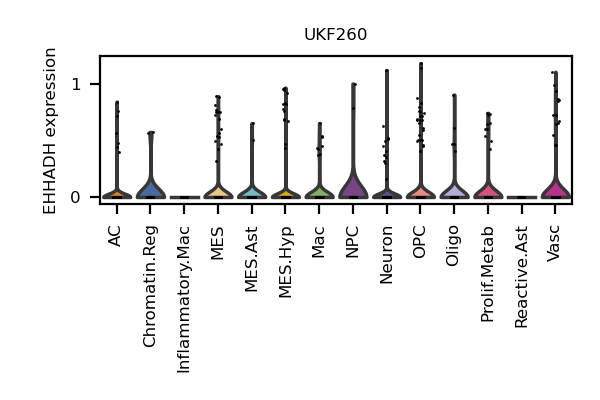 UKF260
EHHADH expression
1
0
AC
Chromatin.Reg
Inflammatory.Mac
MES
MES.Ast
MES.Hyp
Mac
NPC
Neuron
OPC
Oligo
Prolif.Metab
Reactive.Ast
Vasc